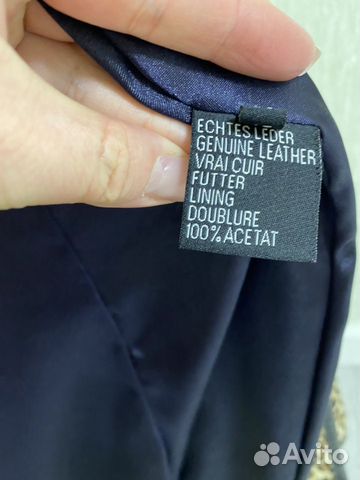 ECHTES LEDER
GENUINE LEATHER
VRAI CUIR
FUTTER
LINING
DOUBLURE
100% ACETAT
Avito